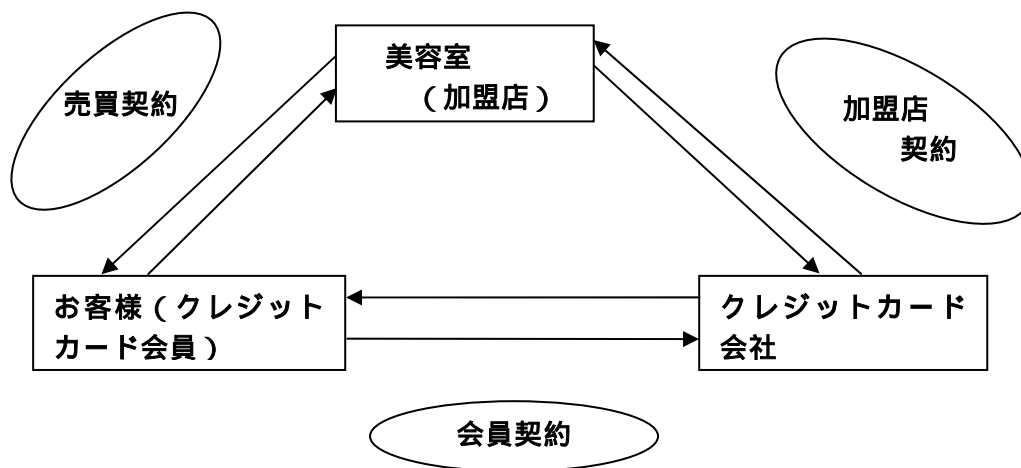 美容室
（加盟店）
売買契約
加盟店
契約
お客様（クレジット
カード会員）
クレジットカード
会社
会員契約